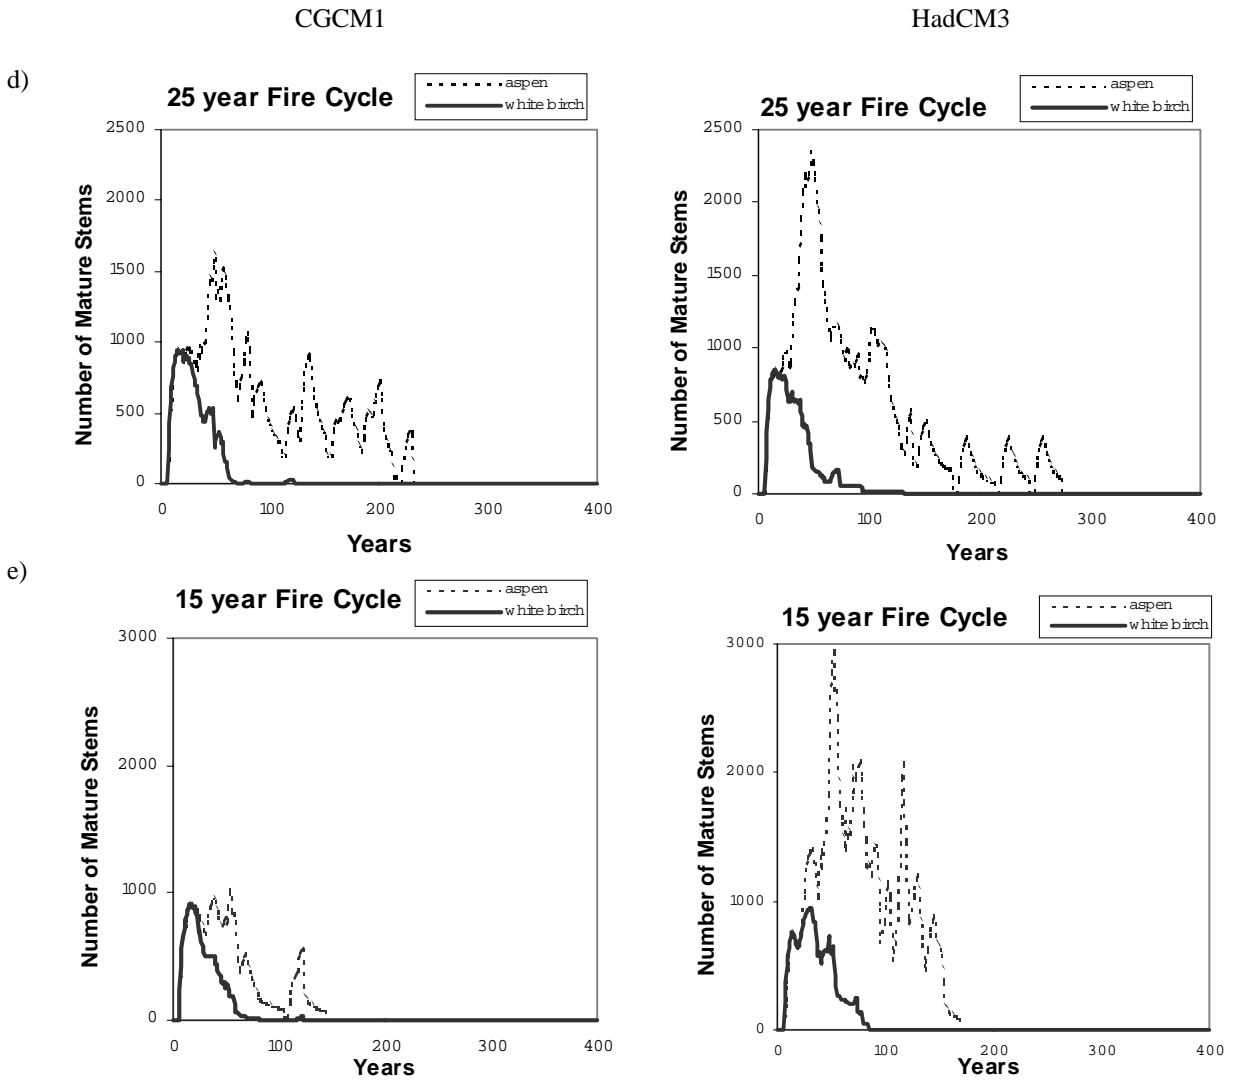 CGCM1
HadCM3
d)
25 year Fire Cycle
aspen
white birch
2500
2000
1500
1000
500
0
Number of Mature Stems
0 100 200 300 400
Years
25 year Fire Cycle
aspen
white birch
2500
2000
1500
1000
500
0
Number of Mature Stems
0 100 200 300 400
Years
e)
15 year Fire Cycle
aspen
white birch
3000
2000
1000
0
Number of Mature Stems
0 100 200 300 400
Years
15 year Fire Cycle
aspen
white birch
3000
2000
1000
0
Number of Mature Stems
0 100 200 300 400
Years